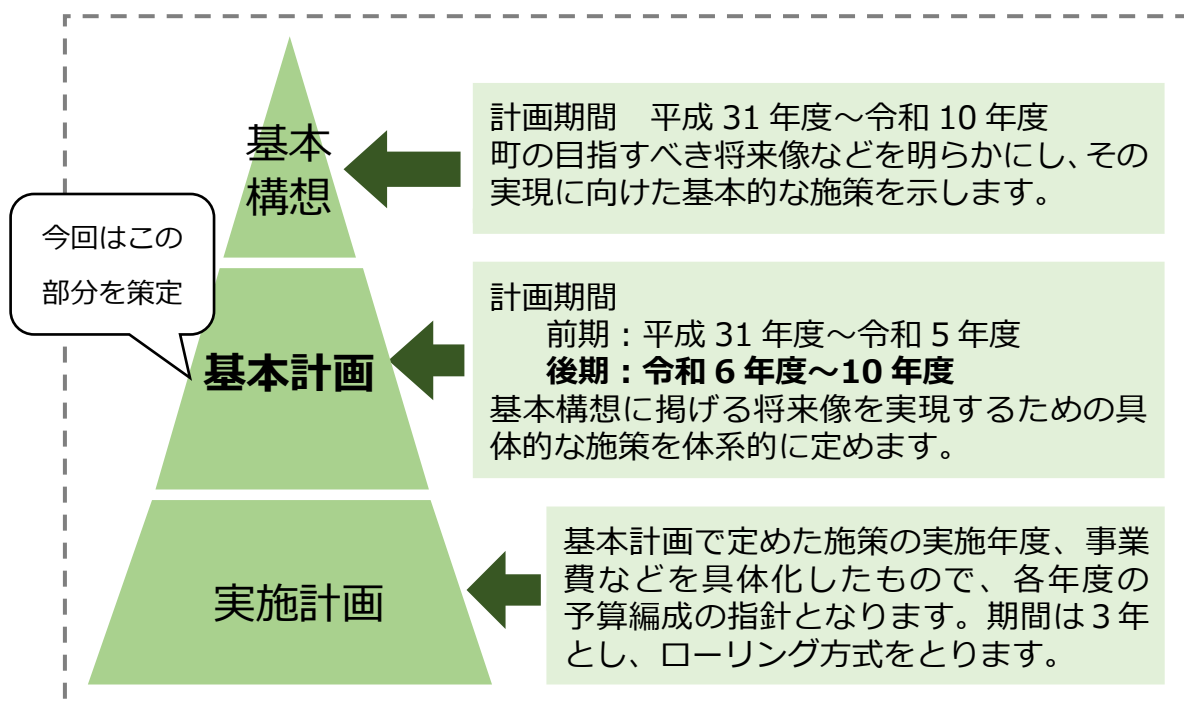 基本
構想
計画期間　平成 31 年度～令和 10 年度
町の目指すべき将来像などを明らかにし、その
実現に向けた基本的な施策を示します。
今回はこの
部分を策定
基本計画
計画期間
前期：平成 31 年度～令和 5 年度
後期：令和 6 年度～10 年度
基本構想に掲げる将来像を実現するための具
体的な施策を体系的に定めます。
実施計画
基本計画で定めた施策の実施年度、事業
費などを具体化したもので、各年度の
予算編成の指針となります。期間は３年
とし、ローリング方式をとります。